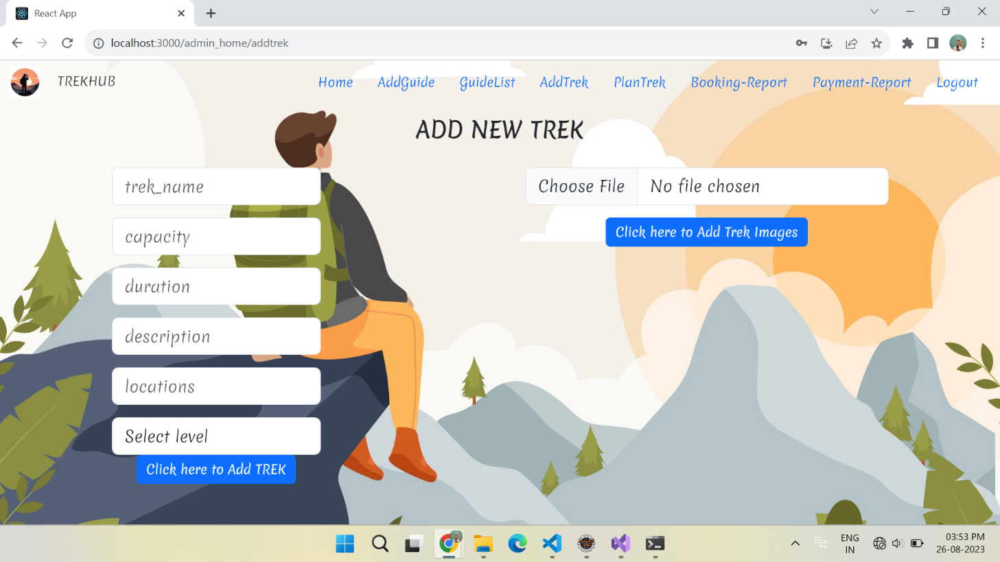 React App
localhost:3000/admin_home/addtrek
TREKHUB
Home AddGuide GuideList AddTrek PlanTrek Booking-Report Payment-Report Logout
ADD NEW TREK
trek_name
capacity
duration
description
locations
Select level
Click here to Add TREK
Choose File No file chosen
Click here to Add Trek Images
ENG
IN
03:53 PM
26-08-2023